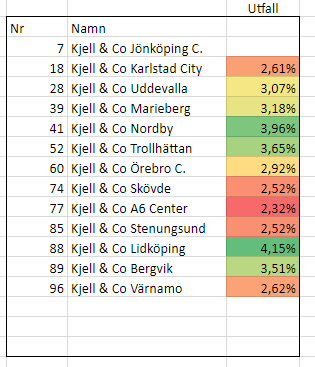 Utfall
Nr Namn
7 Kjell & Co Jönköping C.
18 Kjell & Co Karlstad City 2,61%
28 Kjell & Co Uddevalla 3,07%
39 Kjell & Co Marieberg 3,18%
41 Kjell & Co Nordby 3,96%
52 Kjell & Co Trollhättan 3,65%
60 Kjell & Co Örebro C. 2,92%
74 Kjell & Co Skövde 2,52%
77 Kjell & Co A6 Center 2,32%
85 Kjell & Co Stenungsund 2,52%
88 Kjell & Co Lidköping 4,15%
89 Kjell & Co Bergvik 3,51%
96 Kjell & Co Värnamo 2,62%